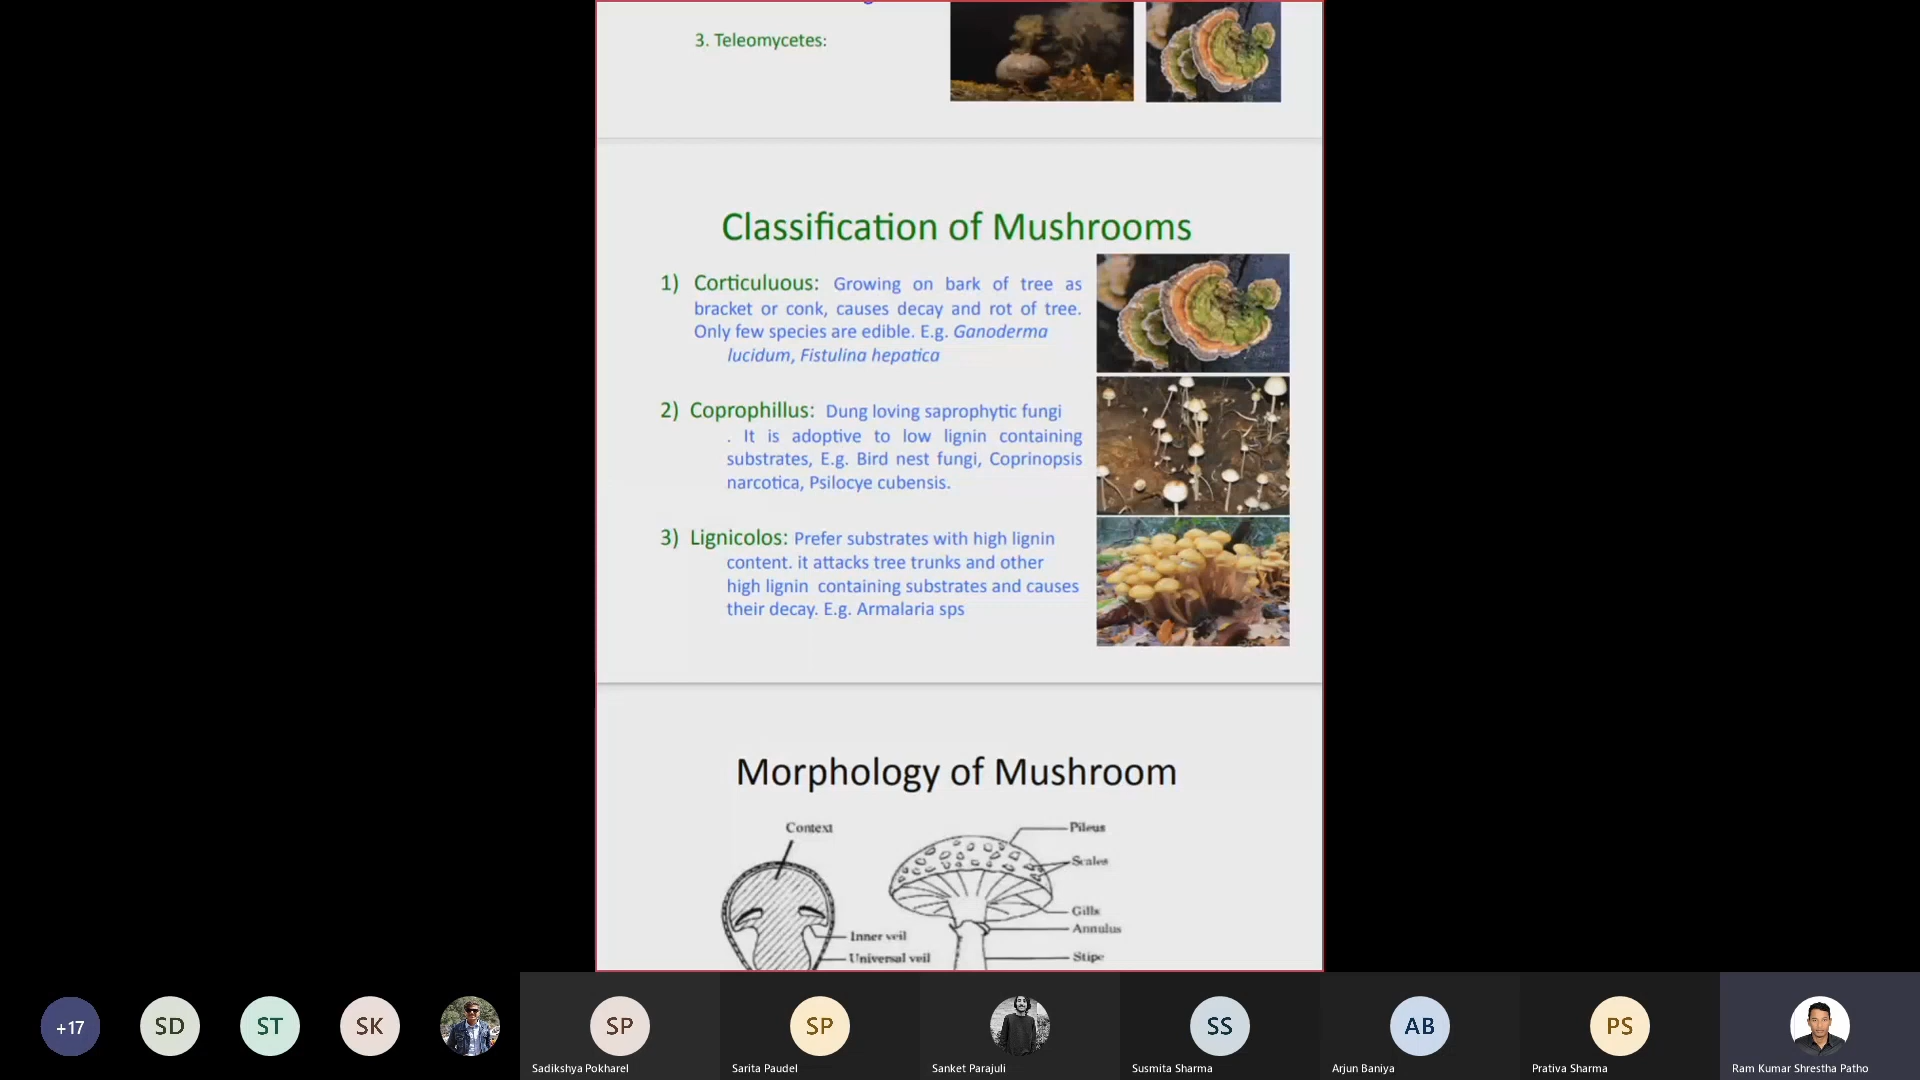 3. Teleomycetes:
Classification of Mushrooms
1) Corticuluous: Growing on bark of tree as
bracket or conk, causes decay and rot of tree.
Only few species are edible. E.g. Ganoderma
lucidum, Fistulina hepatica
2) Coprophillus: Dung loving saprophytic fungi
. It is adoptive to low lignin containing
substrates, E.g. Bird nest fungi, Coprinopsis
narcotica, Psilocye cubensis.
3) Lignicolos: Prefer substrates with high lignin
content. it attacks tree trunks and other
high lignin containing substrates and causes
their decay. E.g. Armalaria sps
Morphology of Mushroom
Context
Pileus
Scales
Gills
Annulus
Inner veil
Universal veil
Stipe
+17
SD
ST
SK
SP
SP
SS
AB
PS
Sadikshya Pokharel
Sarita Paudel
Sanket Parajuli
Susmita Sharma
Arjun Baniya
Prativa Sharma
Ram Kumar Shrestha Patho